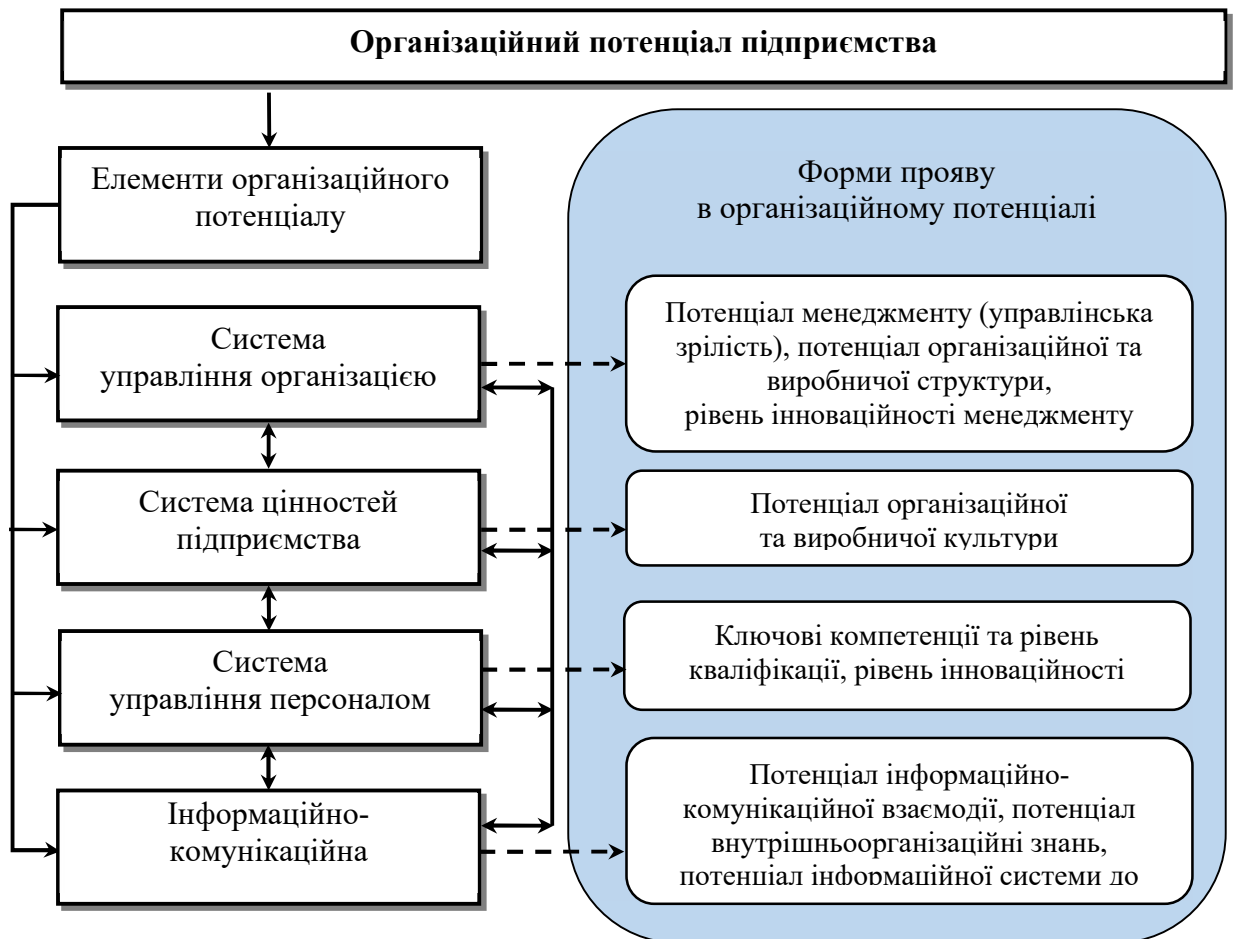 Організаційний потенціал підприємства
Елементи організаційного
потенціалу
Форми прояву
в організаційному потенціалі
Система
управління організацією
Потенціал менеджменту (управлінська
зрілість), потенціал організаційної та
виробничої структури,
рівень інноваційності менеджменту
Система цінностей
підприємства
Потенціал організаційної
та виробничої культури
Система
управління персоналом
Ключові компетенції та рівень
кваліфікації, рівень інноваційності
Інформаційно-
комунікаційна
Потенціал інформаційно-
комунікаційної взаємодії, потенціал
внутрішньоорганізаційні знань,
потенціал інформаційної системи до